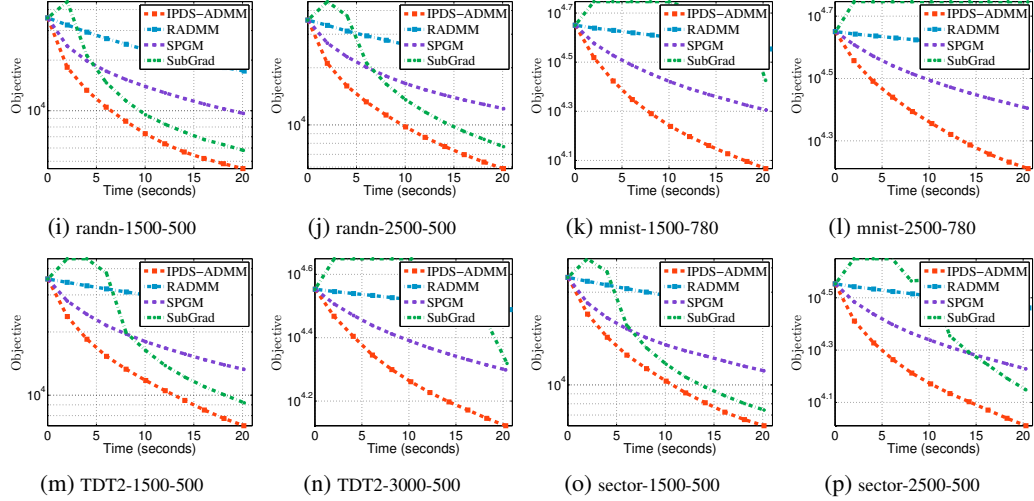 Objective
10^4
IPDS−ADMM
RADMM
SPGM
SubGrad
0 5 10 15 20
Time (seconds)
(i) randn-1500-500
Objective
10^4
IPDS−ADMM
RADMM
SPGM
SubGrad
0 5 10 15 20
Time (seconds)
(j) randn-2500-500
Objective
10^4.7
10^4.5
10^4.3
10^4.1
IPDS−ADMM
RADMM
SPGM
SubGrad
0 5 10 15 20
Time (seconds)
(k) mnist-1500-780
Objective
10^4.7
10^4.5
10^4.3
IPDS−ADMM
RADMM
SPGM
SubGrad
0 5 10 15 20
Time (seconds)
(l) mnist-2500-780
Objective
10^4
IPDS−ADMM
RADMM
SPGM
SubGrad
0 5 10 15 20
Time (seconds)
(m) TDT2-1500-500
Objective
10^4.6
10^4.4
10^4.2
IPDS−ADMM
RADMM
SPGM
SubGrad
0 5 10 15 20
Time (seconds)
(n) TDT2-3000-500
Objective
10^4
IPDS−ADMM
RADMM
SPGM
SubGrad
0 5 10 15 20
Time (seconds)
(o) sector-1500-500
Objective
10^4.5
10^4.3
10^4.1
IPDS−ADMM
RADMM
SPGM
SubGrad
0 5 10 15 20
Time (seconds)
(p) sector-2500-500